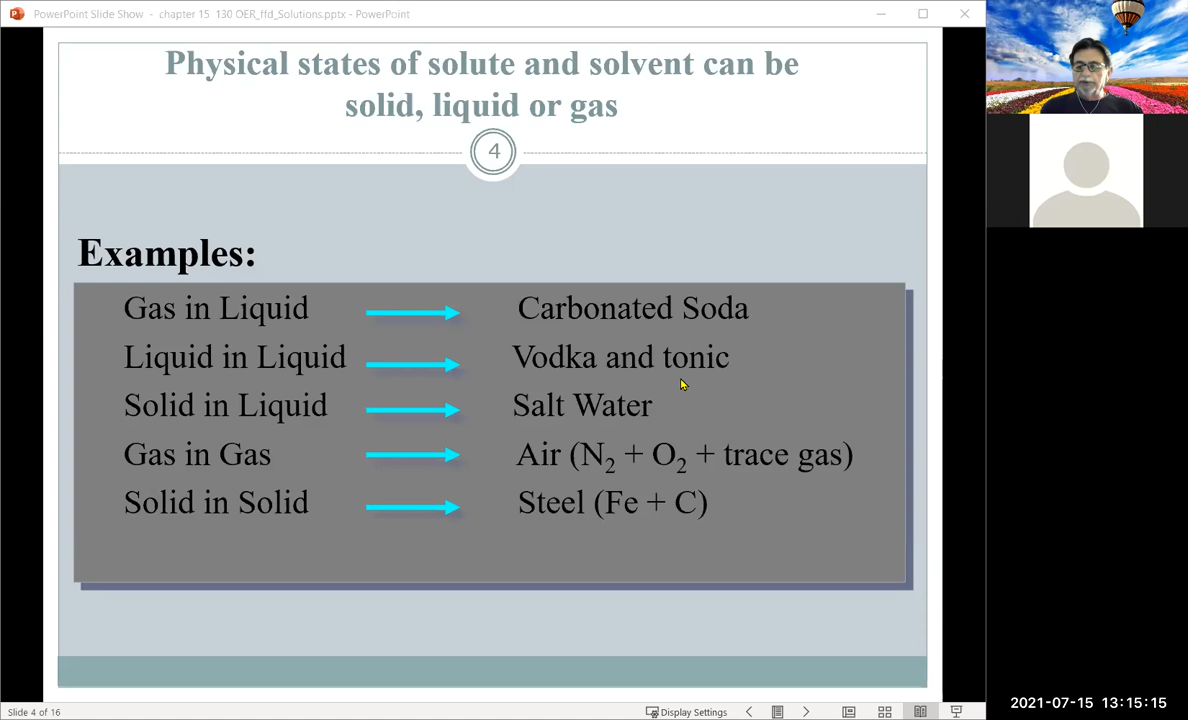 PowerPoint Slide Show - chapter 15 130 OER_ffd_Solutions.pptx - PowerPoint
Physical states of solute and solvent can be
solid, liquid or gas
4
Examples:
Gas in Liquid Carbonated Soda
Liquid in Liquid Vodka and tonic
Solid in Liquid Salt Water
Gas in Gas Air (N₂ + O₂ + trace gas)
Solid in Solid Steel (Fe + C)
Slide 4 of 16 Display Settings
2021-07-15 13:15:15